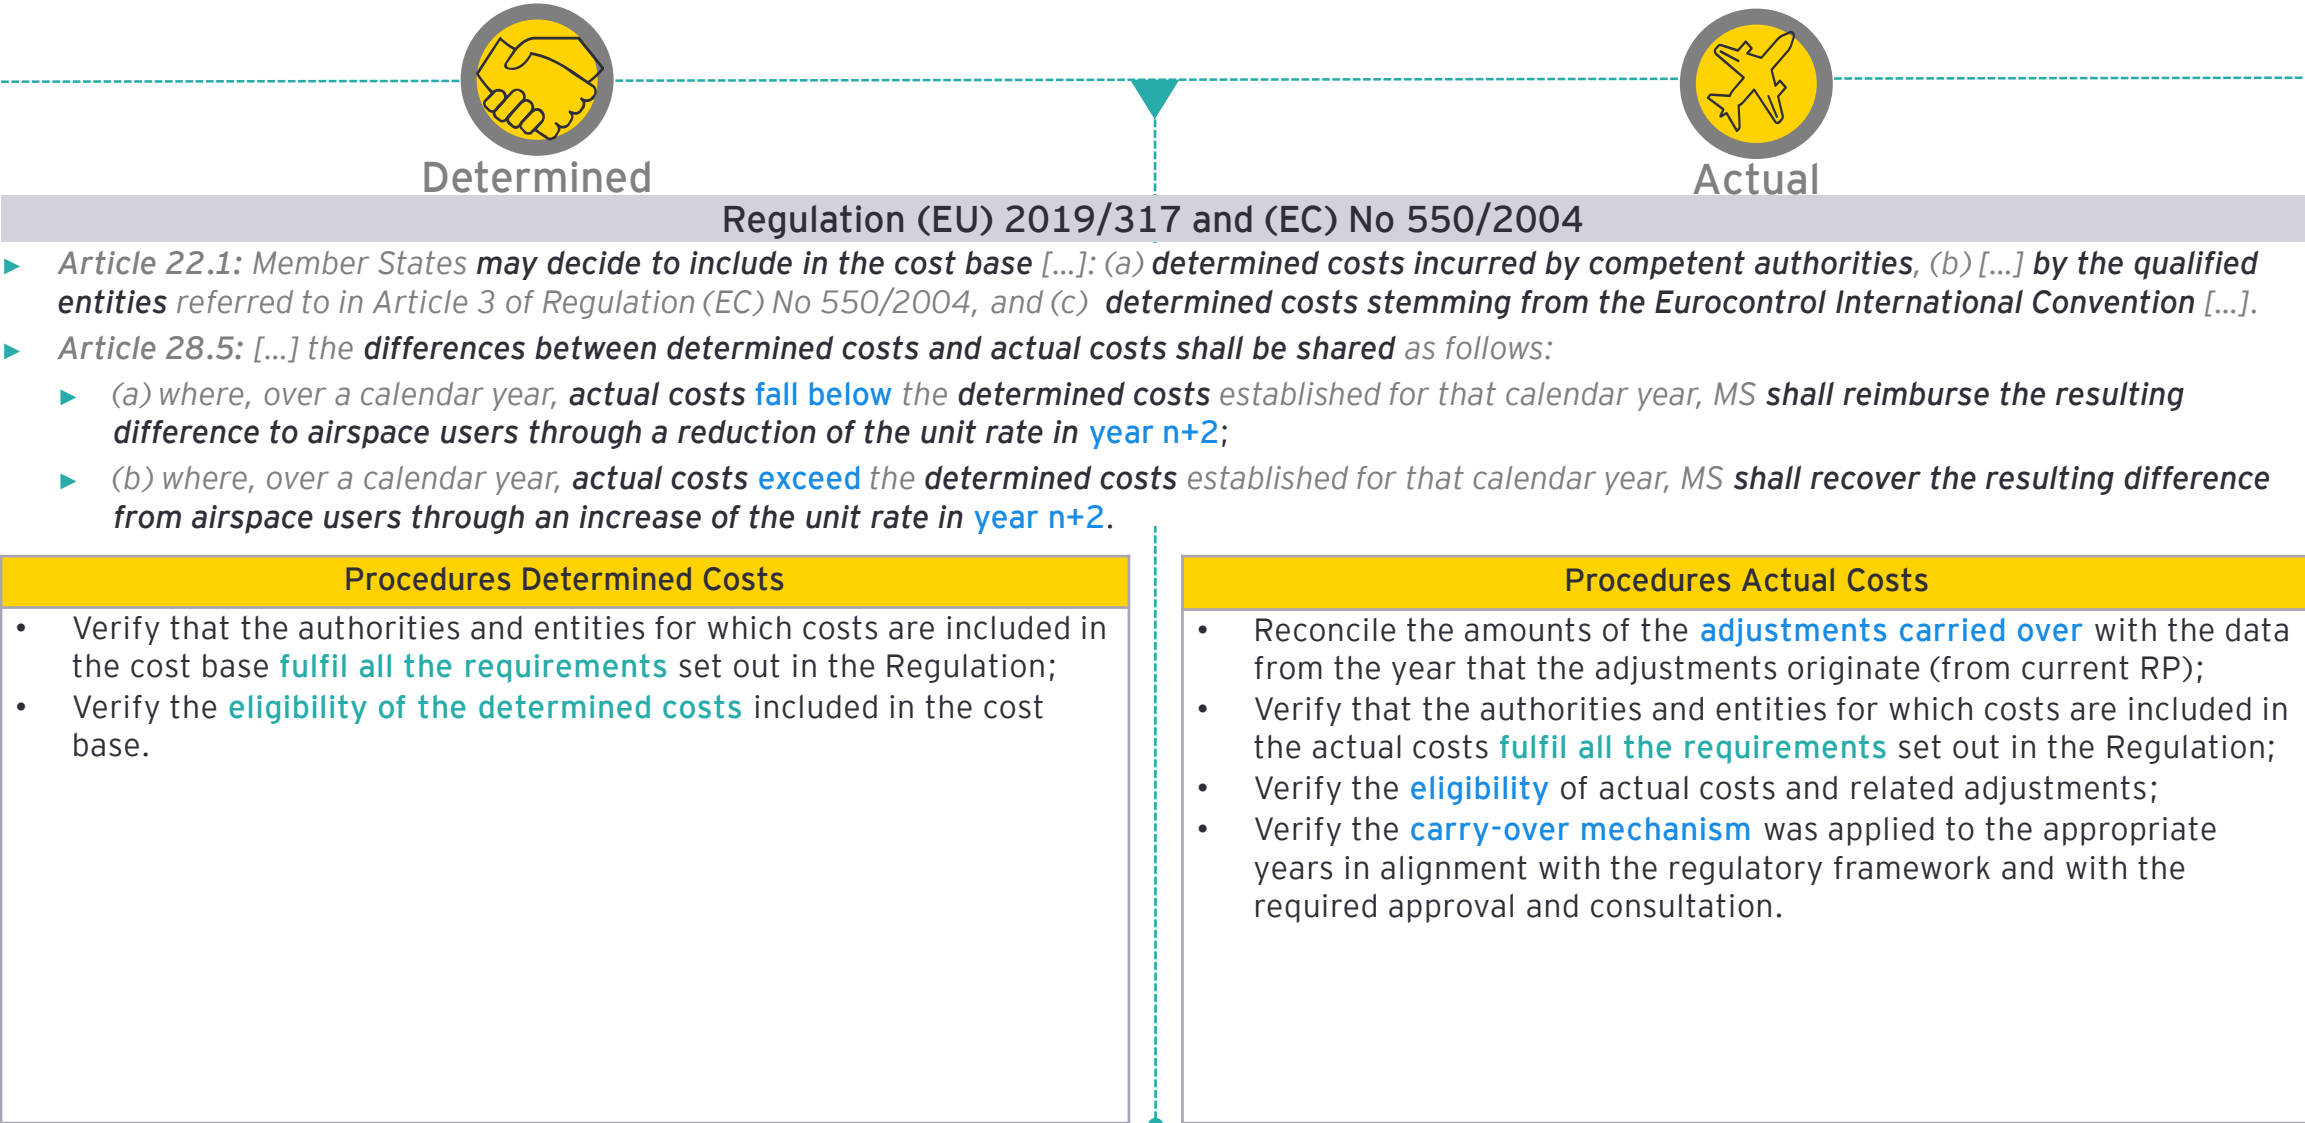 Determined
Actual
Regulation (EU) 2019/317 and (EC) No 550/2004
► Article 22.1: Member States may decide to include in the cost base [...]: (a) determined costs incurred by competent authorities, (b) [...] by the qualified
entities referred to in Article 3 of Regulation (EC) No 550/2004, and (c) determined costs stemming from the Eurocontrol International Convention [...].
► Article 28.5: [...] the differences between determined costs and actual costs shall be shared as follows:
► (a) where, over a calendar year, actual costs fall below the determined costs established for that calendar year, MS shall reimburse the resulting
difference to airspace users through a reduction of the unit rate in year n+2;
► (b) where, over a calendar year, actual costs exceed the determined costs established for that calendar year, MS shall recover the resulting difference
from airspace users through an increase of the unit rate in year n+2.
Procedures Determined Costs
• Verify that the authorities and entities for which costs are included in
the cost base fulfil all the requirements set out in the Regulation;
• Verify the eligibility of the determined costs included in the cost
base.
Procedures Actual Costs
• Reconcile the amounts of the adjustments carried over with the data
from the year that the adjustments originate (from current RP);
• Verify that the authorities and entities for which costs are included in
the actual costs fulfil all the requirements set out in the Regulation;
• Verify the eligibility of actual costs and related adjustments;
• Verify the carry-over mechanism was applied to the appropriate
years in alignment with the regulatory framework and with the
required approval and consultation.